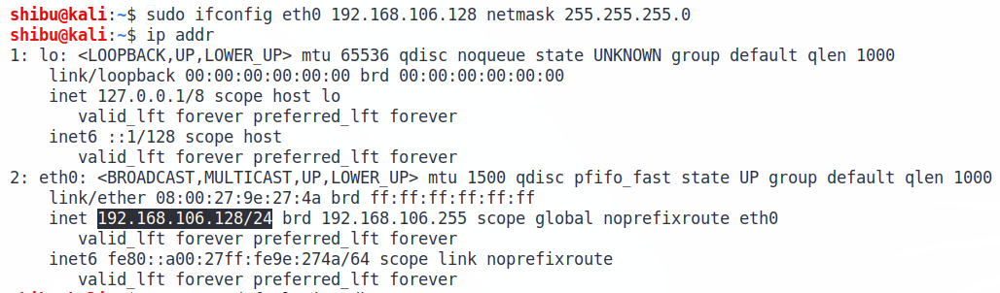 shibu@kali:~$ sudo ifconfig eth0 192.168.106.128 netmask 255.255.255.0
shibu@kali:~$ ip addr
1: lo: <LOOPBACK,UP,LOWER_UP> mtu 65536 qdisc noqueue state UNKNOWN group default qlen 1000
    link/loopback 00:00:00:00:00:00 brd 00:00:00:00:00:00
    inet 127.0.0.1/8 scope host lo
       valid_lft forever preferred_lft forever
    inet6 ::1/128 scope host
       valid_lft forever preferred_lft forever
2: eth0: <BROADCAST,MULTICAST,UP,LOWER_UP> mtu 1500 qdisc pfifo_fast state UP group default qlen 1000
    link/ether 08:00:27:9e:27:4a brd ff:ff:ff:ff:ff:ff
    inet 192.168.106.128/24 brd 192.168.106.255 scope global noprefixroute eth0
       valid_lft forever preferred_lft forever
    inet6 fe80::a00:27ff:fe9e:274a/64 scope link noprefixroute
       valid_lft forever preferred_lft forever